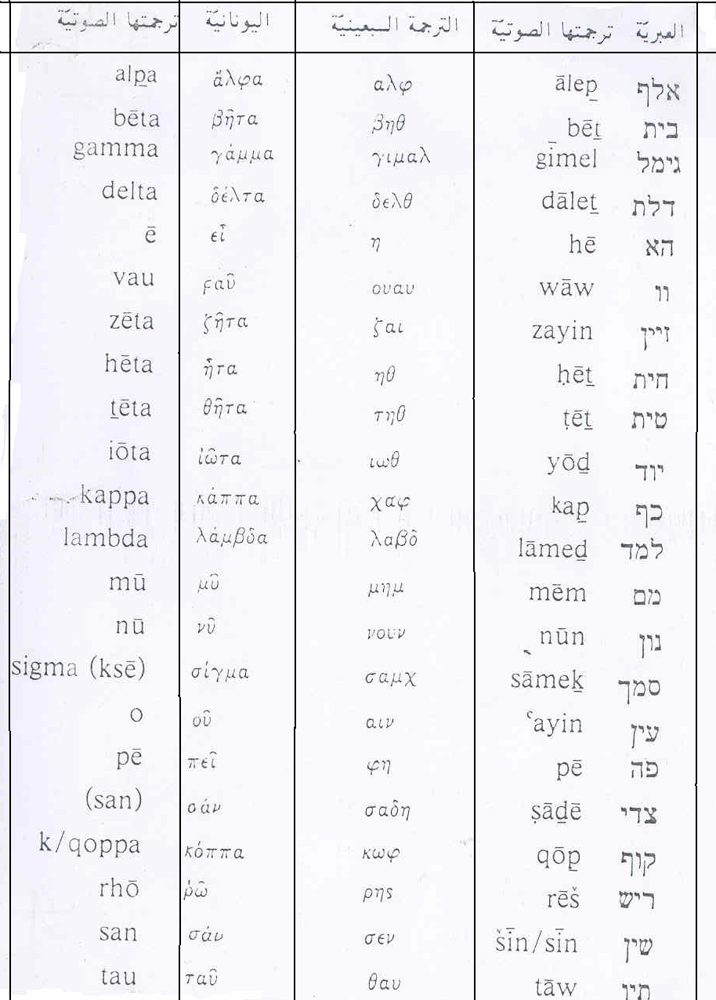 العبريّة ترجمتها الصوتيّة الترجمة السبعينيّة اليونانيّة ترجمتها الصوتيّة
אלף ālep̱ αλφ ἄλφα alp̱a
בית bēṯ βηθ βῆτα bēta
גימל gimel γιμαλ γάμμα gamma
דלת dāleṯ δελθ δέλτα delta
הא hē η εἶ ē
וו wāw ουαυ ϝαῦ vau
זיין zayin ζαι ζῆτα zēta
חית ḥēṯ ηθ ἦτα hēta
טית ṭēṯ τηθ θῆτα ṯēta
יוד yōḏ ιωθ ἰῶτα iōta
כף kap̱ χαφ κάππα kappa
למד lāmeḏ λαβδ λάμβδα lambda
מם mēm μημ μῦ mū
נון nūn νουν νῦ nū
סמך sāmeḵ σαμχ σίγμα sigma (ksē)
עין ʿayin αιν οὖ o
פה pē φη πεῖ pē
צדי ṣāḏē σαδη σάν (san)
קוף qōp̱ κωφ κόππα k/qoppa
ריש rēš ρης ῥῶ rhō
שין šīn/sīn σεν σάν san
תיו tāw θαυ ταῦ tau